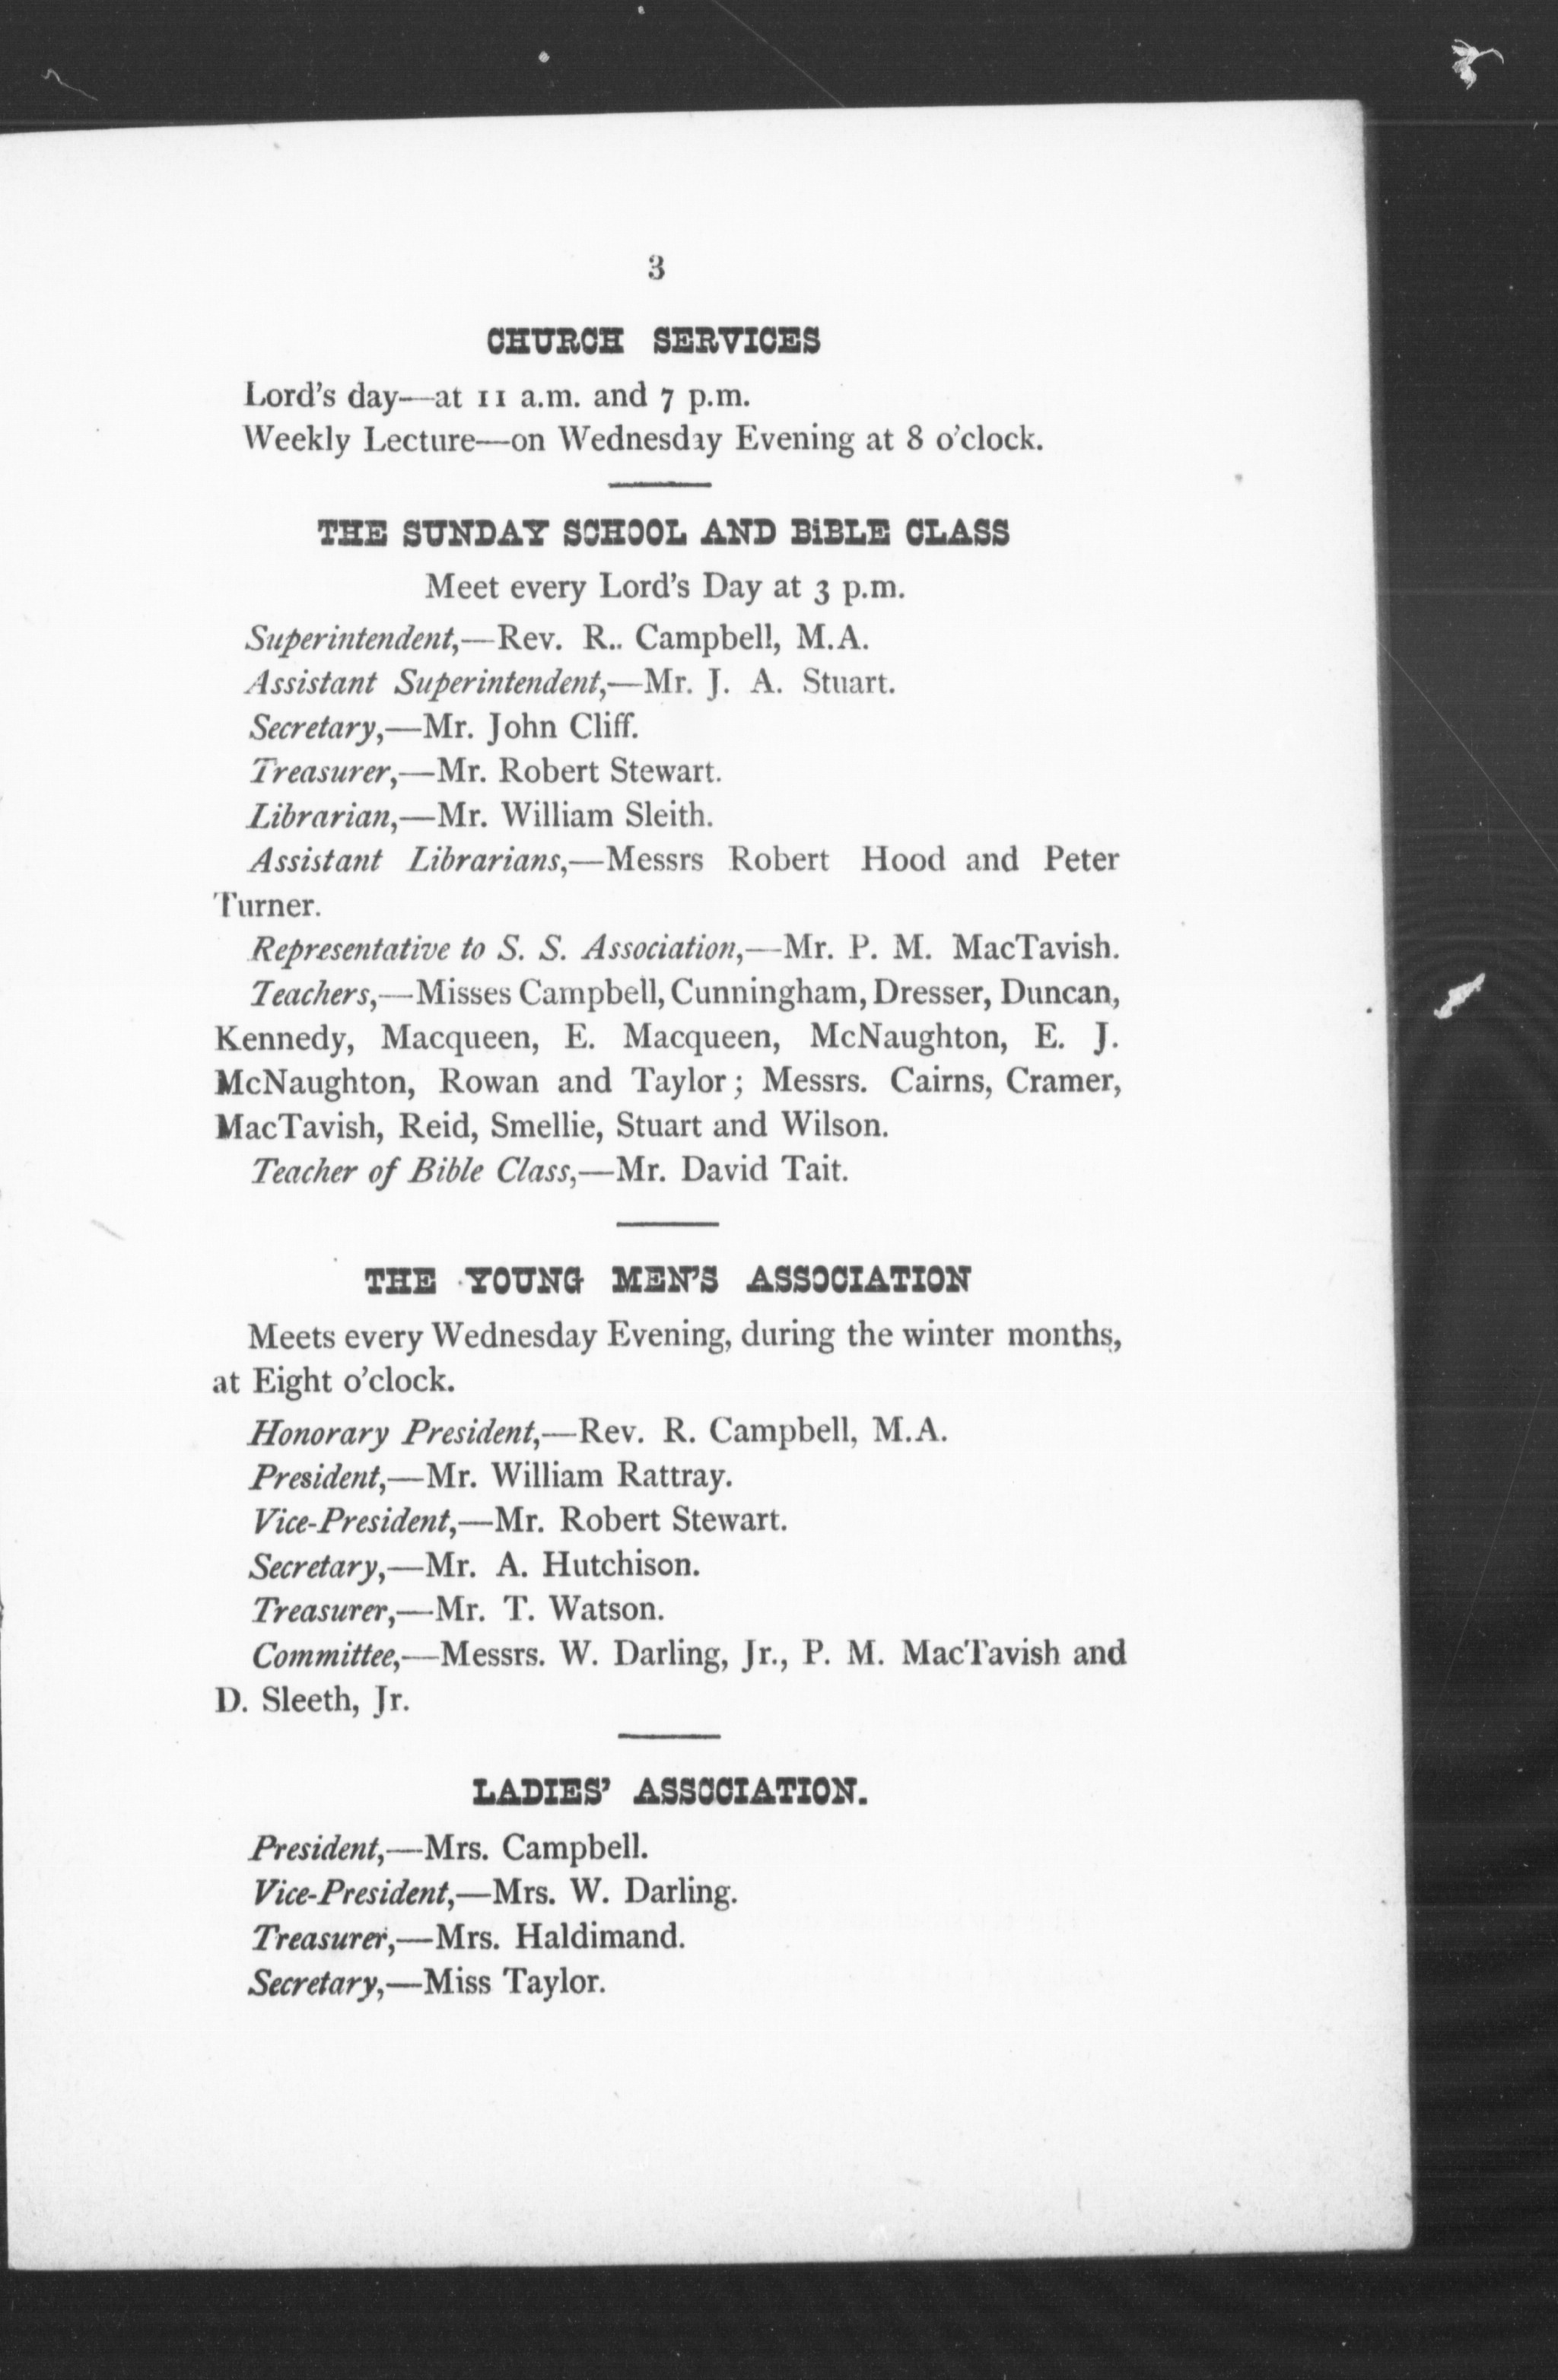 3
CHURCH SERVICES
Lord's day—at 11 a.m. and 7 p.m.
Weekly Lecture—on Wednesday Evening at 8 o'clock.
THE SUNDAY SCHOOL AND BiBLE CLASS
Meet every Lord's Day at 3 p.m.
Superintendent,—Rev. R.. Campbell, M.A.
Assistant Superintendent,—Mr. J. A. Stuart.
Secretary,—Mr. John Cliff.
Treasurer,—Mr. Robert Stewart.
Librarian,—Mr. William Sleith.
Assistant Librarians,—Messrs Robert Hood and Peter
Turner.
Representative to S. S. Association,—Mr. P. M. MacTavish.
Teachers,—Misses Campbell, Cunningham, Dresser, Duncan,
Kennedy, Macqueen, E. Macqueen, McNaughton, E. J.
McNaughton, Rowan and Taylor; Messrs. Cairns, Cramer,
MacTavish, Reid, Smellie, Stuart and Wilson.
Teacher of Bible Class,—Mr. David Tait.
THE YOUNG MEN'S ASSOCIATION
Meets every Wednesday Evening, during the winter months,
at Eight o'clock.
Honorary President,—Rev. R. Campbell, M.A.
President,—Mr. William Rattray.
Vice-President,—Mr. Robert Stewart.
Secretary,—Mr. A. Hutchison.
Treasurer,—Mr. T. Watson.
Committee,—Messrs. W. Darling, Jr., P. M. MacTavish and
D. Sleeth, Jr.
LADIES' ASSOCIATION.
President,—Mrs. Campbell.
Vice-President,—Mrs. W. Darling.
Treasurer,—Mrs. Haldimand.
Secretary,—Miss Taylor.